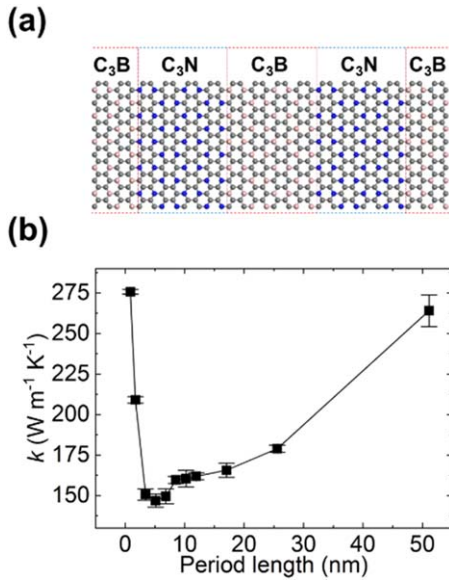 (a)
C₃B C₃N C₃B C₃N C₃B
(b)
275
250
225
200
175
150
k (W m⁻¹ K⁻¹)
0 10 20 30 40 50
Period length (nm)